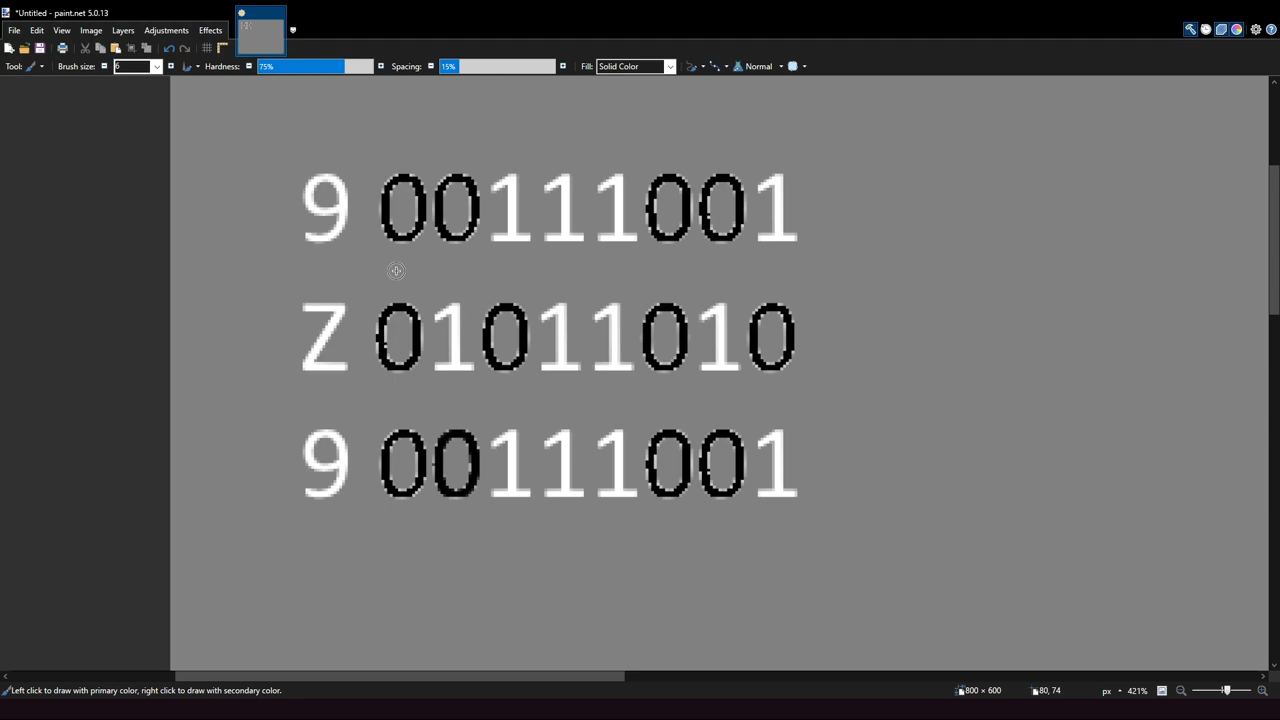 *Untitled - paint.net 5.0.13
File Edit View Image Layers Adjustments Effects
Tool: Brush size: 6 Hardness: 75% Spacing: 15% Fill: Solid Color Normal
9 00111001
Z 01011010
9 00111001
Left click to draw with primary color, right click to draw with secondary color. 800 × 600 80, 74 px 421%